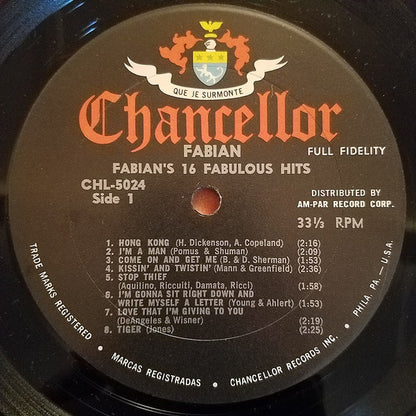 QUE JE SURMONTE
Chancellor
FABIAN
FULL FIDELITY
FABIAN'S 16 FABULOUS HITS
CHL-5024
Side 1
DISTRIBUTED BY
AM-PAR RECORD CORP.
33⅓ RPM
1. HONG KONG (H. Dickenson, A. Copeland) (2:16)
2. I'M A MAN (Pomus & Shuman) (2:09)
3. COME ON AND GET ME (B. & D. Sherman) (1:53)
4. KISSIN' AND TWISTIN' (Mann & Greenfield) (2:36)
5. STOP THIEF
(Aquilino, Riccuiti, Damata, Ricci) (1:58)
6. I'M GONNA SIT RIGHT DOWN AND
WRITE MYSELF A LETTER (Young & Ahlert) (1:53)
7. LOVE THAT I'M GIVING TO YOU
(DeAngeles & Wisner) (2:19)
8. TIGER (Jones) (2:25)
TRADE MARKS REGISTERED • MARCAS REGISTRADAS • CHANCELLOR RECORDS INC. • PHILA. PA.—U.S.A.